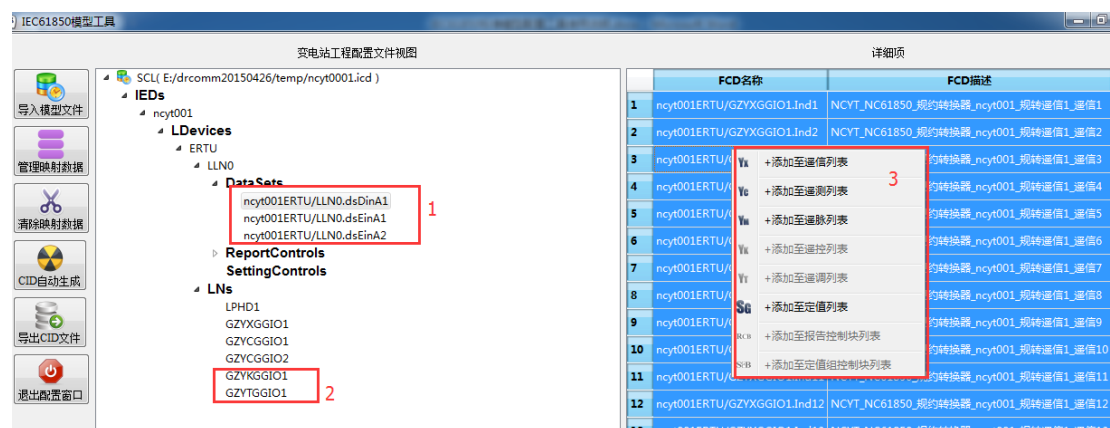 IEC61850模型工具
变电站工程配置文件视图
详细项
导入模型文件
管理映射数据
清除映射数据
CID自动生成
导出CID文件
退出配置窗口
SCL( E:/drcomm20150426/temp/ncyt0001.icd )
IEDs
ncyt001
LDevices
ERTU
LLN0
DataSets
ncyt001ERTU/LLN0.dsDinA1
ncyt001ERTU/LLN0.dsEinA1
ncyt001ERTU/LLN0.dsEinA2
1
ReportControls
SettingControls
LNs
LPHD1
GZYXGGIO1
GZYCGGIO1
GZYCGGIO2
GZYKGGIO1
GZYTGGIO1
2
FCD名称 FCD描述
1 ncyt001ERTU/GZYXGGIO1.Ind1 NCYT_NC61850_规约转换器_ncyt001_规转遥信1_遥信1
2 ncyt001ERTU/GZYXGGIO1.Ind2 NCYT_NC61850_规约转换器_ncyt001_规转遥信1_遥信2
3 ncyt001ERTU/ 规约转换器_ncyt001_规转遥信1_遥信3
4 ncyt001ERTU/ 规约转换器_ncyt001_规转遥信1_遥信4
5 ncyt001ERTU/ 规约转换器_ncyt001_规转遥信1_遥信5
6 ncyt001ERTU/ 规约转换器_ncyt001_规转遥信1_遥信6
7 ncyt001ERTU/ 规约转换器_ncyt001_规转遥信1_遥信7
8 ncyt001ERTU/ 规约转换器_ncyt001_规转遥信1_遥信8
9 ncyt001ERTU/ 规约转换器_ncyt001_规转遥信1_遥信9
10 ncyt001ERTU/ 规约转换器_ncyt001_规转遥信1_遥信10
11 ncyt001ERTU/ 规约转换器_ncyt001_规转遥信1_遥信11
12 ncyt001ERTU/GZYXGGIO1.Ind12 NCYT_NC61850_规约转换器_ncyt001_规转遥信1_遥信12
Yx +添加至遥信列表
Yc +添加至遥测列表
Ym +添加至遥脉列表
Yk +添加至遥控列表
Yt +添加至遥调列表
SG +添加至定值列表
RCB +添加至报告控制块列表
SGCB +添加至定值组控制块列表
3